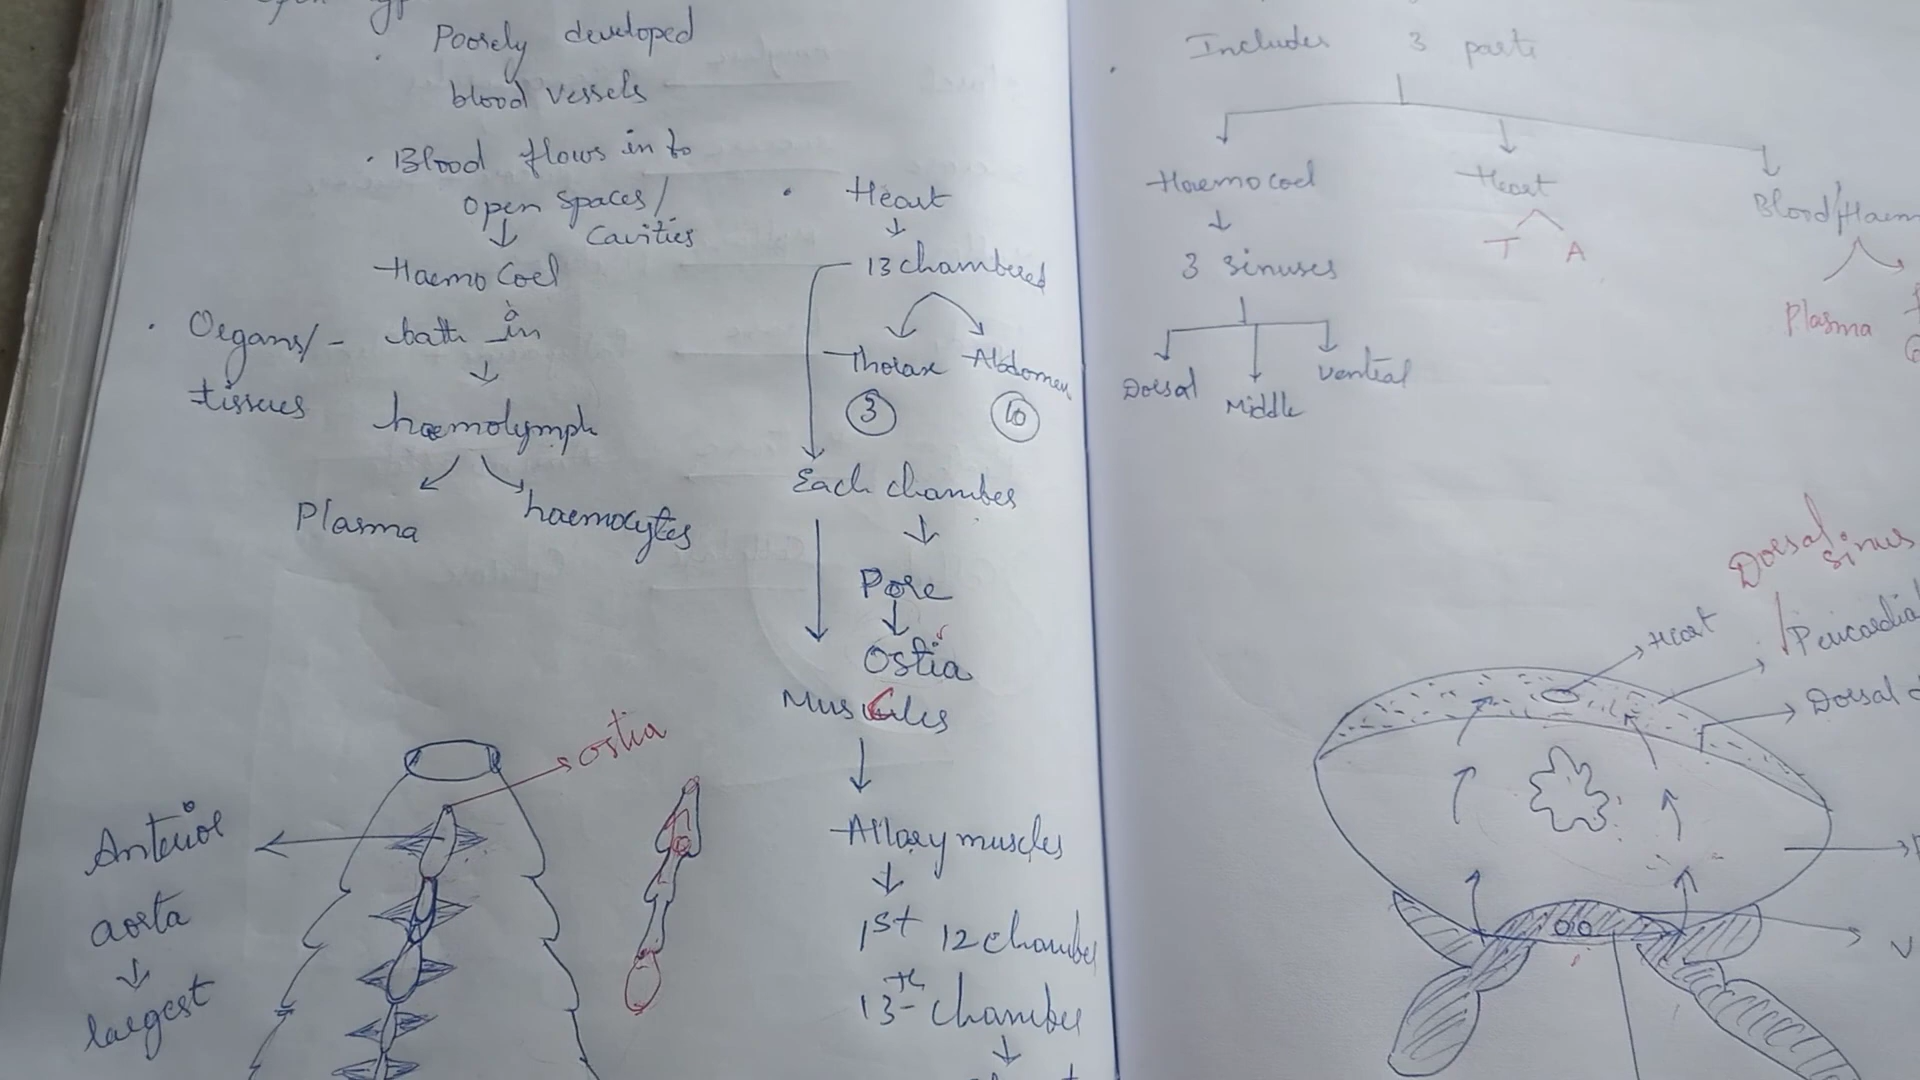 Poorely developed
blood vessels
Blood flows in to
open spaces/
Cavities
Haemo Coel
Organs/ - bath in
tissues
haemolymph
Plasma
haemocytes
Heart
13 chambered
Thorax
Abdomen
3
10
Each chamber
Pore
Ostia
Muscles
Allary muscles
1st 12 chamber
13th chamber
ostia
Anterior
aorta
largest
Includes 3 parts
Haemocoel
Heart
T A
Blood/Haem
3 sinuses
Plasma
Dorsal
Middle
Ventral
Dorsal
sinus
Heart
Pericardial
Dorsal